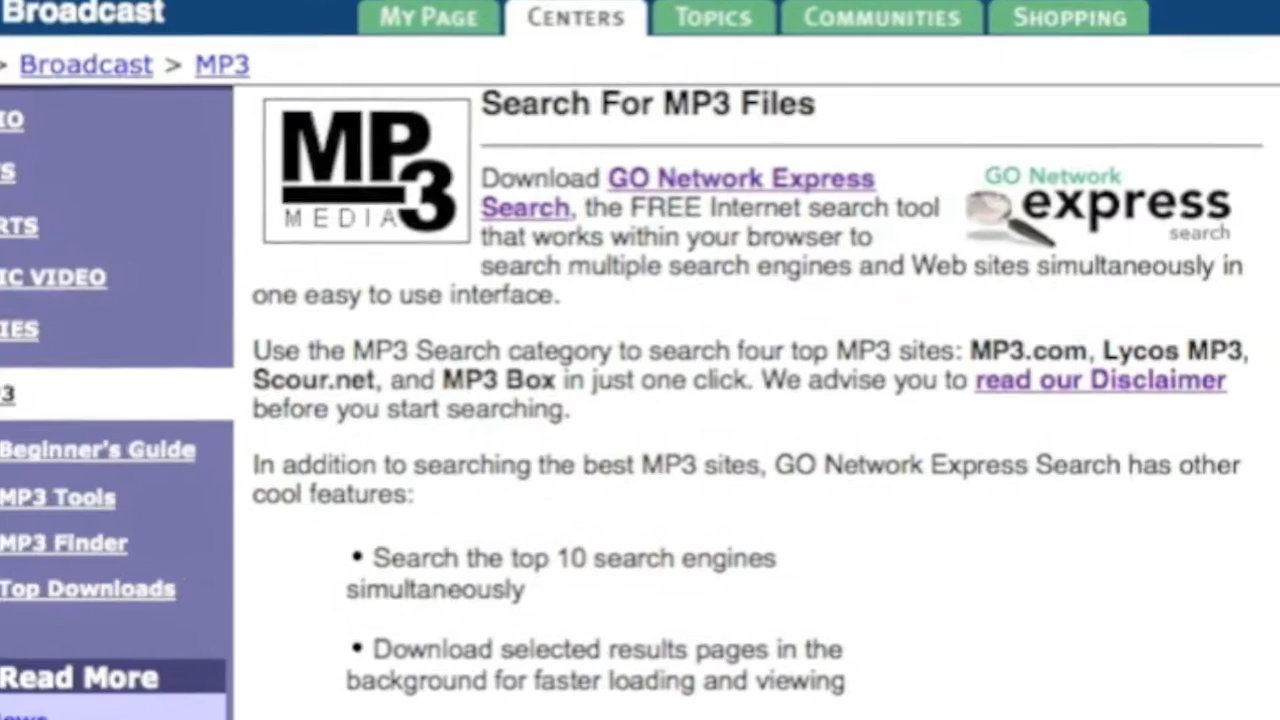 Broadcast
MY PAGE
CENTERS
TOPICS
COMMUNITIES
SHOPPING
> Broadcast > MP3
IO
S
RTS
IC VIDEO
IES
3
Beginner's Guide
MP3 Tools
MP3 Finder
Top Downloads
Read More
MP3
MEDIA
Search For MP3 Files
Download GO Network Express
Search, the FREE Internet search tool
that works within your browser to
search multiple search engines and Web sites simultaneously in
one easy to use interface.
GO Network
express
search
Use the MP3 Search category to search four top MP3 sites: MP3.com, Lycos MP3,
Scour.net, and MP3 Box in just one click. We advise you to read our Disclaimer
before you start searching.
In addition to searching the best MP3 sites, GO Network Express Search has other
cool features:
• Search the top 10 search engines
simultaneously
• Download selected results pages in the
background for faster loading and viewing